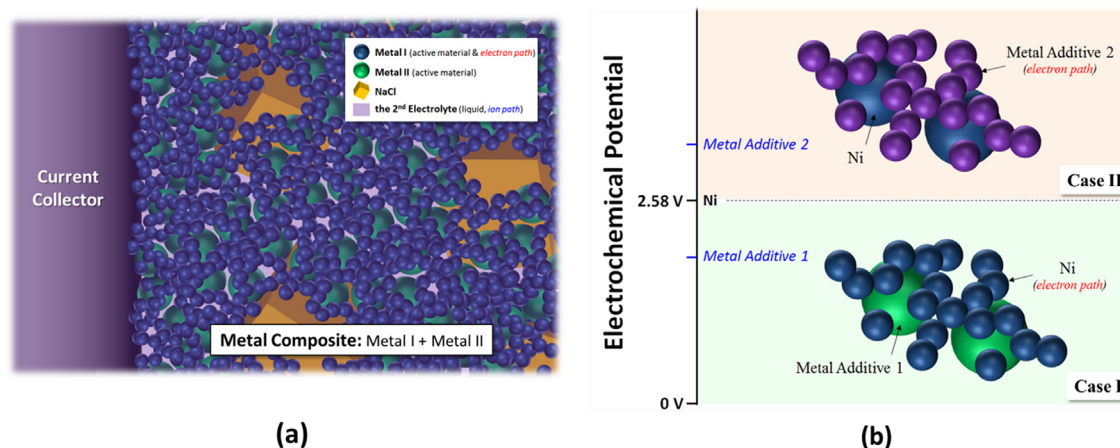 Current
Collector
Metal I (active material & electron path)
Metal II (active material)
NaCl
the 2nd Electrolyte (liquid, ion path)
Metal Composite: Metal I + Metal II
(a)
Electrochemical Potential
Metal Additive 2
2.58 V
Ni
Metal Additive 1
0 V
Metal Additive 2
(electron path)
Ni
Case II
Ni
(electron path)
Metal Additive 1
Case I
(b)